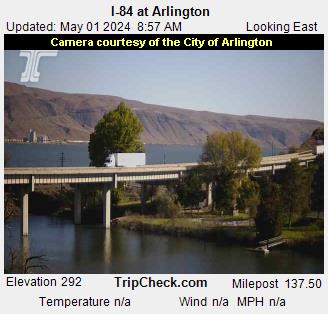 I-84 at Arlington
Updated: May 01 2024 8:57 AM Looking East
Camera courtesy of the City of Arlington
Elevation 292 TripCheck.com Milepost 137.50
Temperature n/a Wind n/a MPH n/a